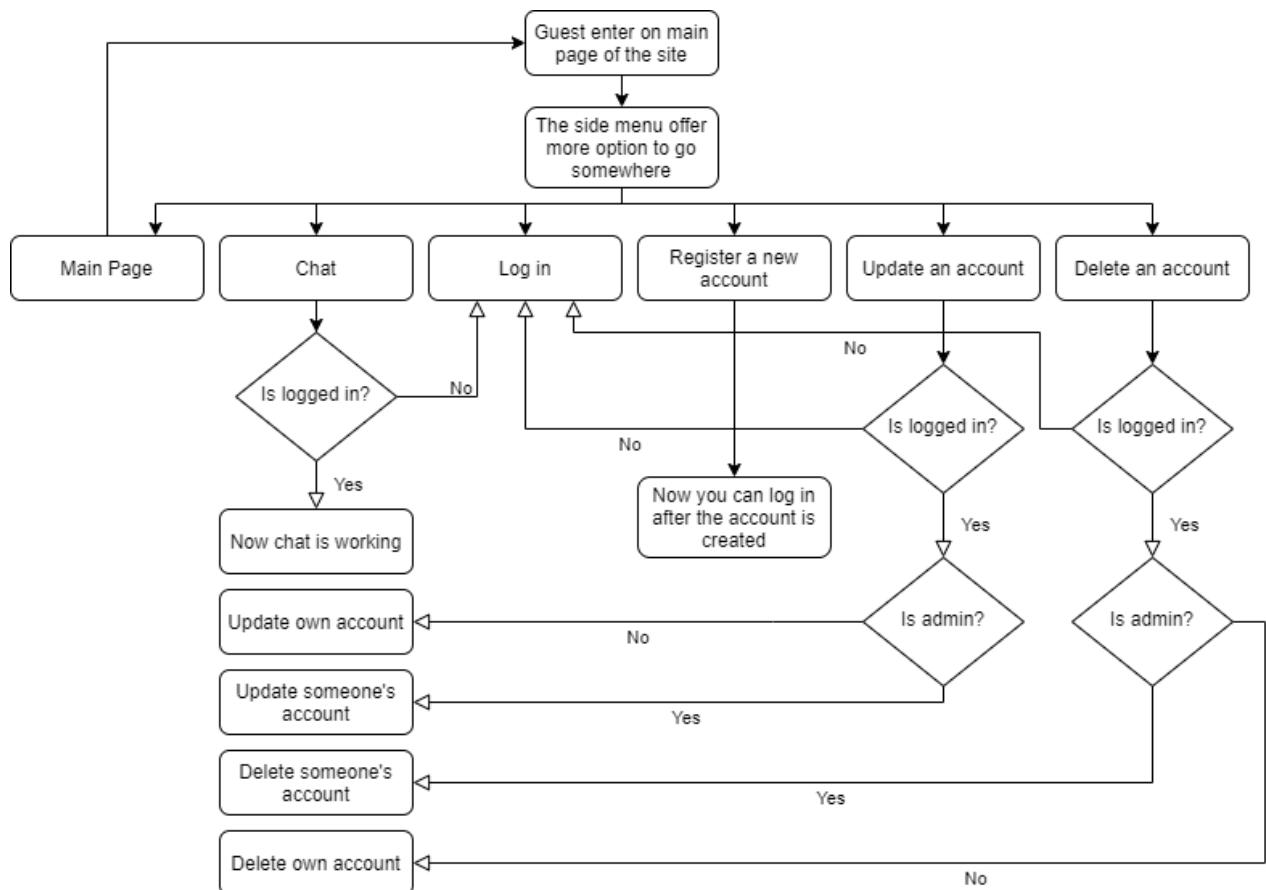 Guest enter on main
page of the site
The side menu offer
more option to go
somewhere
Main Page
Chat
Log in
Register a new
account
Update an account
Delete an account
No
Is logged in?
No
Is logged in?
Is logged in?
No
Yes
Now you can log in
after the account is
created
Yes
Yes
Now chat is working
Update own account
Is admin?
Is admin?
No
Update someone's
account
Yes
Delete someone's
account
Yes
Delete own account
No